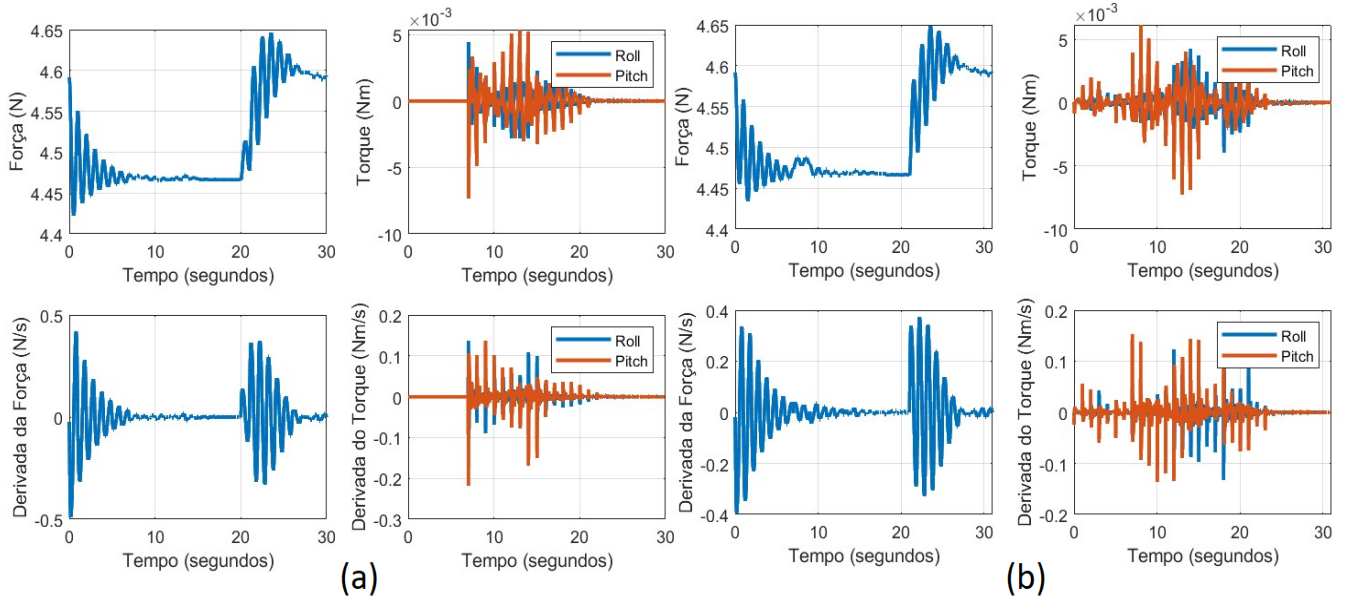 4.65
4.6
4.55
4.5
4.45
4.4
Força (N)
0 10 20 30
Tempo (segundos)
×10⁻³
5
0
-5
-10
Torque (Nm)
Roll
Pitch
0 10 20 30
Tempo (segundos)
4.65
4.6
4.55
4.5
4.45
4.4
Força (N)
0 10 20 30
Tempo (segundos)
×10⁻³
5
0
-5
-10
Torque (Nm)
Roll
Pitch
0 10 20 30
Tempo (segundos)
0.5
0
-0.5
Derivada da Força (N/s)
0 10 20 30
Tempo (segundos)
0.2
0.1
0
-0.1
-0.2
-0.3
Derivada do Torque (Nm/s)
Roll
Pitch
0 10 20 30
Tempo (segundos)
0.4
0.2
0
-0.2
-0.4
Derivada da Força (N/s)
0 10 20 30
Tempo (segundos)
0.2
0.1
0
-0.1
-0.2
Derivada do Torque (Nm/s)
Roll
Pitch
0 10 20 30
Tempo (segundos)
(a)
(b)